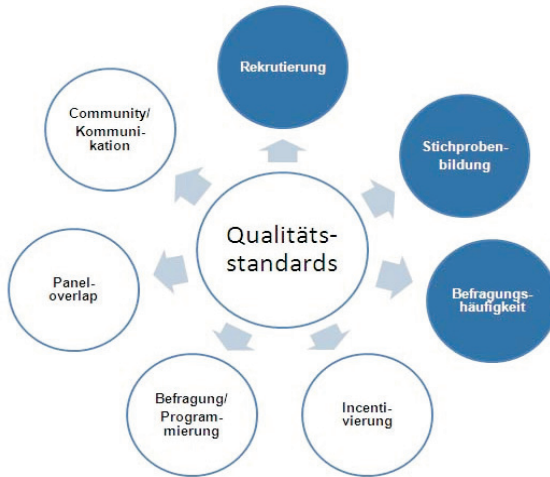 Rekrutierung
Stichproben-
bildung
Befragungs-
häufigkeit
Incenti-
vierung
Befragung/
Program-
mierung
Panel-
overlap
Community/
Kommuni-
kation
Qualitäts-
standards